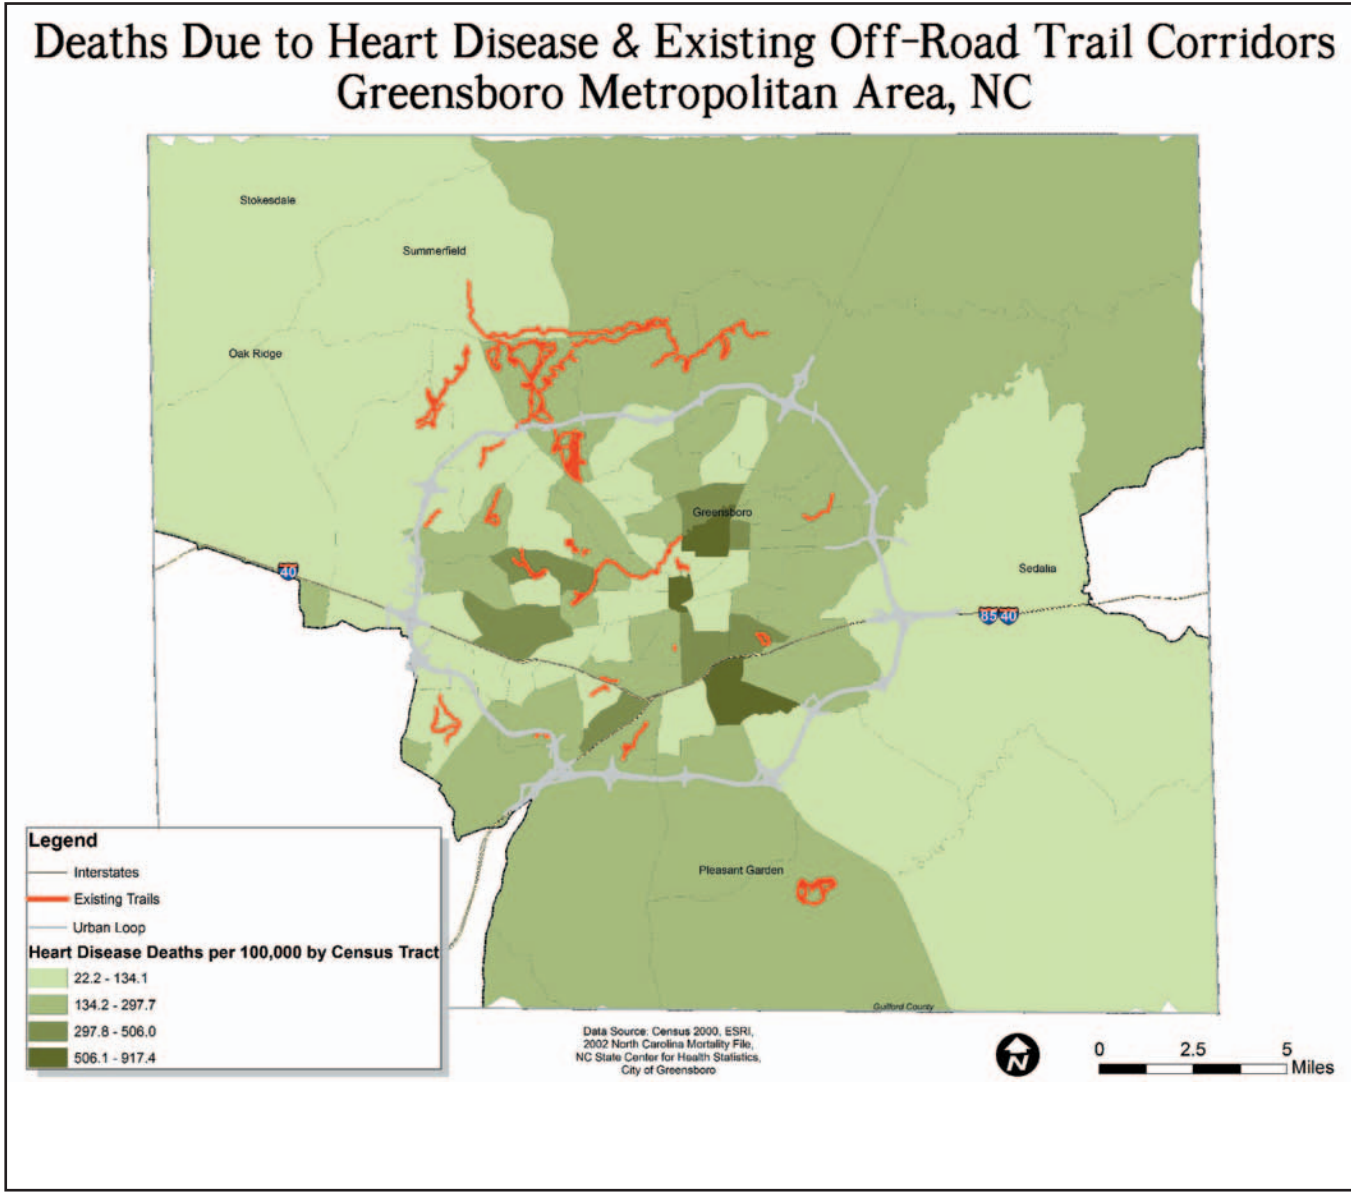 Deaths Due to Heart Disease & Existing Off-Road Trail Corridors
Greensboro Metropolitan Area, NC
Stokesdale
Summerfield
Oak Ridge
Greensboro
40
Sedalia
85 40
Pleasant Garden
Guilford County
Legend
Interstates
Existing Trails
Urban Loop
Heart Disease Deaths per 100,000 by Census Tract
22.2 - 134.1
134.2 - 297.7
297.8 - 506.0
506.1 - 917.4
Data Source: Census 2000, ESRI,
2002 North Carolina Mortality File,
NC State Center for Health Statistics,
City of Greensboro
N
0 2.5 5
Miles